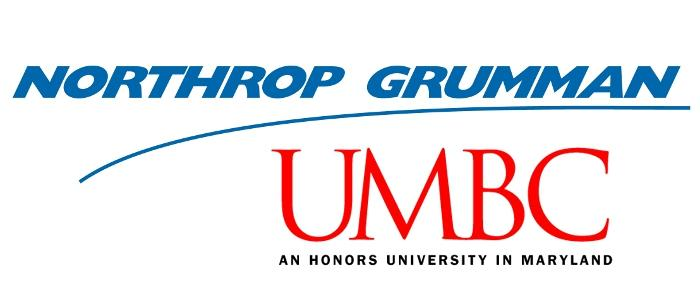 NORTHROP GRUMMAN
UMBC
AN HONORS UNIVERSITY IN MARYLAND